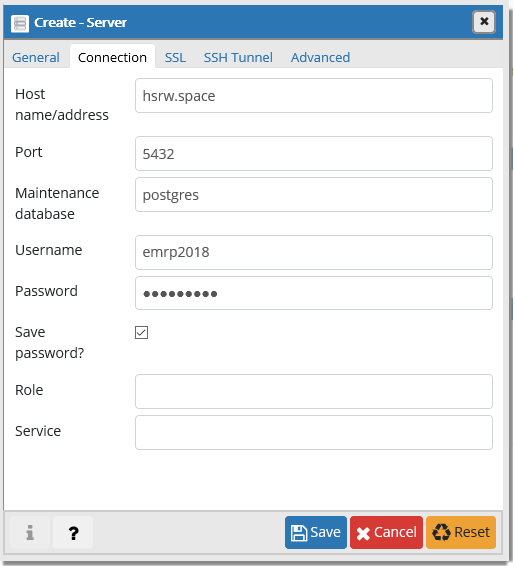 Create - Server
General Connection SSL SSH Tunnel Advanced
Host
name/address
hsrw.space
Port
5432
Maintenance
database
postgres
Username
emrp2018
Password
●●●●●●●●●
Save
password?
Role
Service
i ? Save Cancel Reset